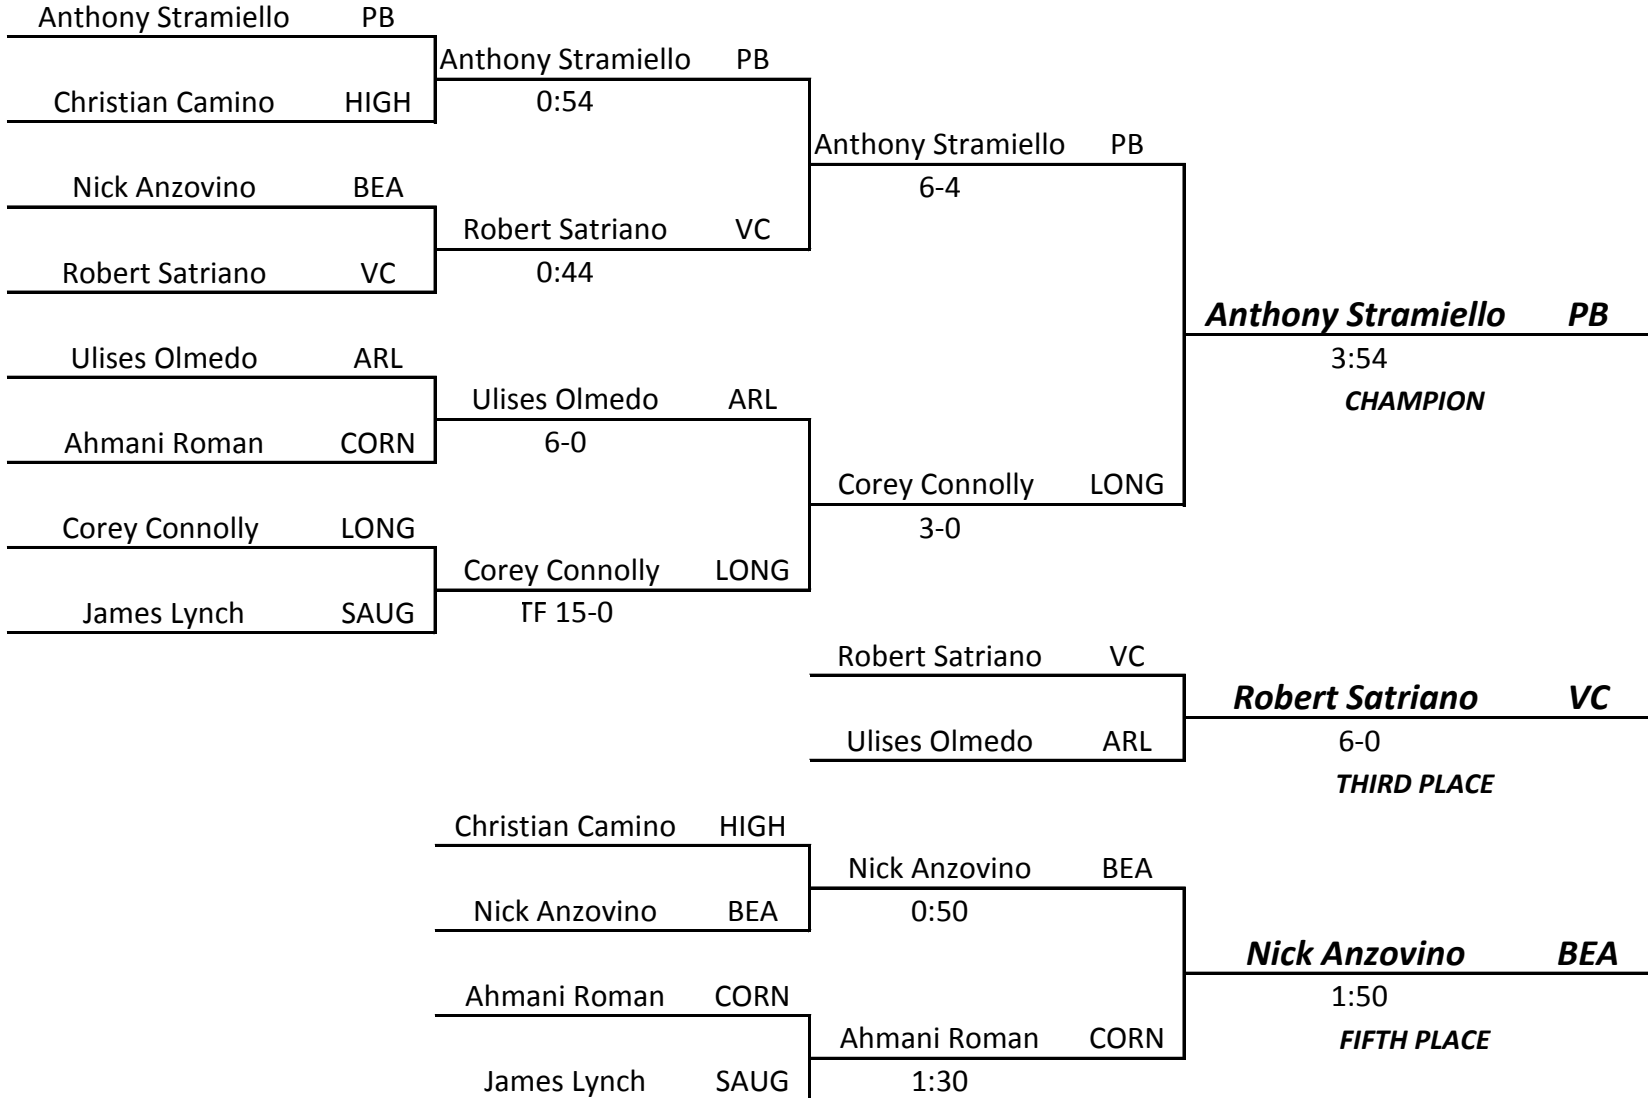 Anthony Stramiello PB
Anthony Stramiello PB
Christian Camino HIGH
0:54
Anthony Stramiello PB
Nick Anzovino BEA
6-4
Robert Satriano VC
Robert Satriano VC
0:44
Anthony Stramiello PB
Ulises Olmedo ARL
3:54
Ulises Olmedo ARL
CHAMPION
Ahmani Roman CORN
6-0
Corey Connolly LONG
Corey Connolly LONG
3-0
Corey Connolly LONG
James Lynch SAUG
TF 15-0
Robert Satriano VC
Robert Satriano VC
Ulises Olmedo ARL
6-0
THIRD PLACE
Christian Camino HIGH
Nick Anzovino BEA
Nick Anzovino BEA
0:50
Nick Anzovino BEA
Ahmani Roman CORN
1:50
Ahmani Roman CORN
FIFTH PLACE
James Lynch SAUG
1:30